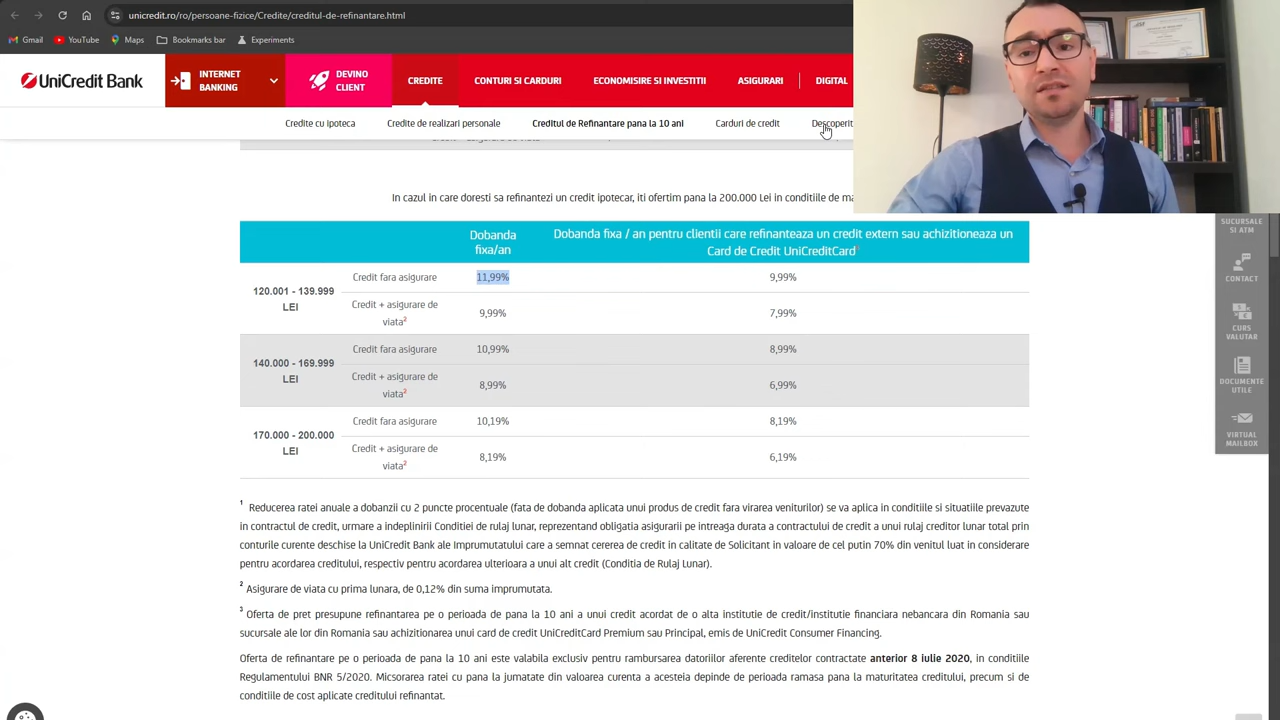 unicredit.ro/ro/persoane-fizice/Credite/creditul-de-refinantare.html
Gmail
YouTube
Maps
Bookmarks bar
Experiments
UniCredit Bank
INTERNET
BANKING
DEVINO
CLIENT
CREDITE
CONTURI SI CARDURI
ECONOMISIRE SI INVESTITII
ASIGURARI
DIGITAL
Credite cu ipoteca
Credite de realizari personale
Creditul de Refinantare pana la 10 ani
Carduri de credit
Descoperit
In cazul in care doresti sa refinantezi un credit ipotecar, iti ofertim pana la 200.000 Lei in conditiile de ma
Dobanda
fixa/an
Dobanda fixa / an pentru clientii care refinanteaza un credit extern sau achizitioneaza un
Card de Credit UniCreditCard³
120.001 - 139.999
LEI
Credit fara asigurare
11,99%
9,99%
Credit + asigurare de
viata²
9,99%
7,99%
140.000 - 169.999
LEI
Credit fara asigurare
10,99%
8,99%
Credit + asigurare de
viata²
8,99%
6,99%
170.000 - 200.000
LEI
Credit fara asigurare
10,19%
8,19%
Credit + asigurare de
viata²
8,19%
6,19%
¹ Reducerea ratei anuale a dobanzii cu 2 puncte procentuale (fata de dobanda aplicata unui produs de credit fara virarea veniturilor) se va aplica in conditiile si situatiile prevazate
in contractul de credit, urmare a indeplinirii Conditiei de rulaj lunar, reprezentand obligatia asigurarii pe intreaga durata a contractului de credit a unui rulaj creditor lunar total prin
conturile curente deschise la UniCredit Bank ale Imprumutatului care a semnat cererea de credit in calitate de Solicitant in valoare de cel putin 70% din venitul luat in considerare
pentru acordarea creditului, respectiv pentru acordarea ulterioara a unui alt credit (Conditia de Rulaj Lunar).
² Asigurare de viata cu prima lunara, de 0,12% din suma imprumutata.
³ Oferta de pret presupune refinantarea pe o perioada de pana la 10 ani a unui credit acordat de o alta institutie de credit/institutie financiara nebancara din Romania sau
sucursale ale lor din Romania sau achizitionarea unui card de credit UniCreditCard Premium sau Principal, emis de UniCredit Consumer Financing.
Oferta de refinantare pe o perioada de pana la 10 ani este valabila exclusiv pentru rambursarea datoriilor aferente creditelor contractate anterior 8 iulie 2020, in conditiile
Regulamentului BNR 5/2020. Micsorarea ratei cu pana la jumatate din valoarea curenta a acesteia depinde de perioada ramasa pana la maturitatea creditului, precum si de
conditiile de cost aplicate creditului refinantat.
SUCURSALE
SI ATM
CONTACT
CURS
VALUTAR
DOCUMENTE
UTILE
VIRTUAL
MAILBOX